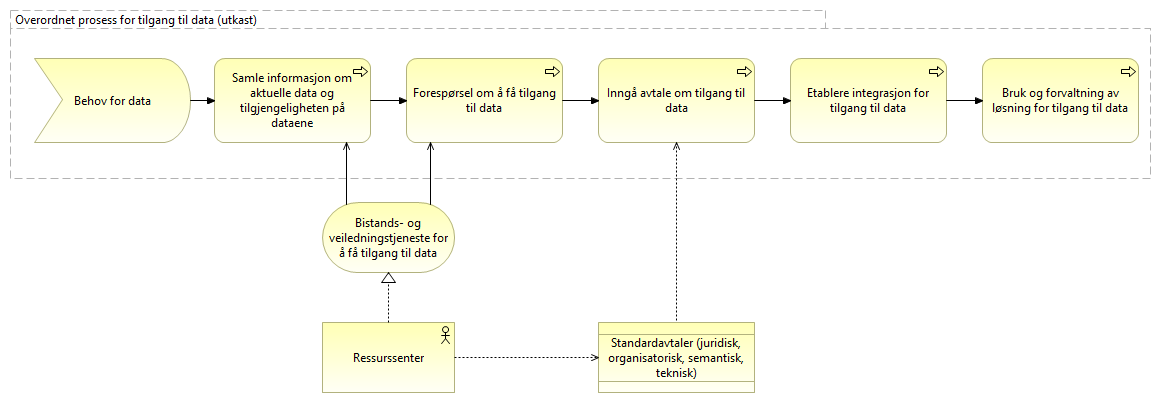 Overordnet prosess for tilgang til data (utkast)
Behov for data
Samle informasjon om
aktuelle data og
tilgjengeligheten på
dataene
Forespørsel om å få tilgang
til data
Inngå avtale om tilgang til
data
Etablere integrasjon for
tilgang til data
Bruk og forvaltning av
løsning for tilgang til data
Bistands- og
veiledningstjeneste for
å få tilgang til data
Ressurssenter
Standardavtaler (juridisk,
organisatorisk, semantisk,
teknisk)